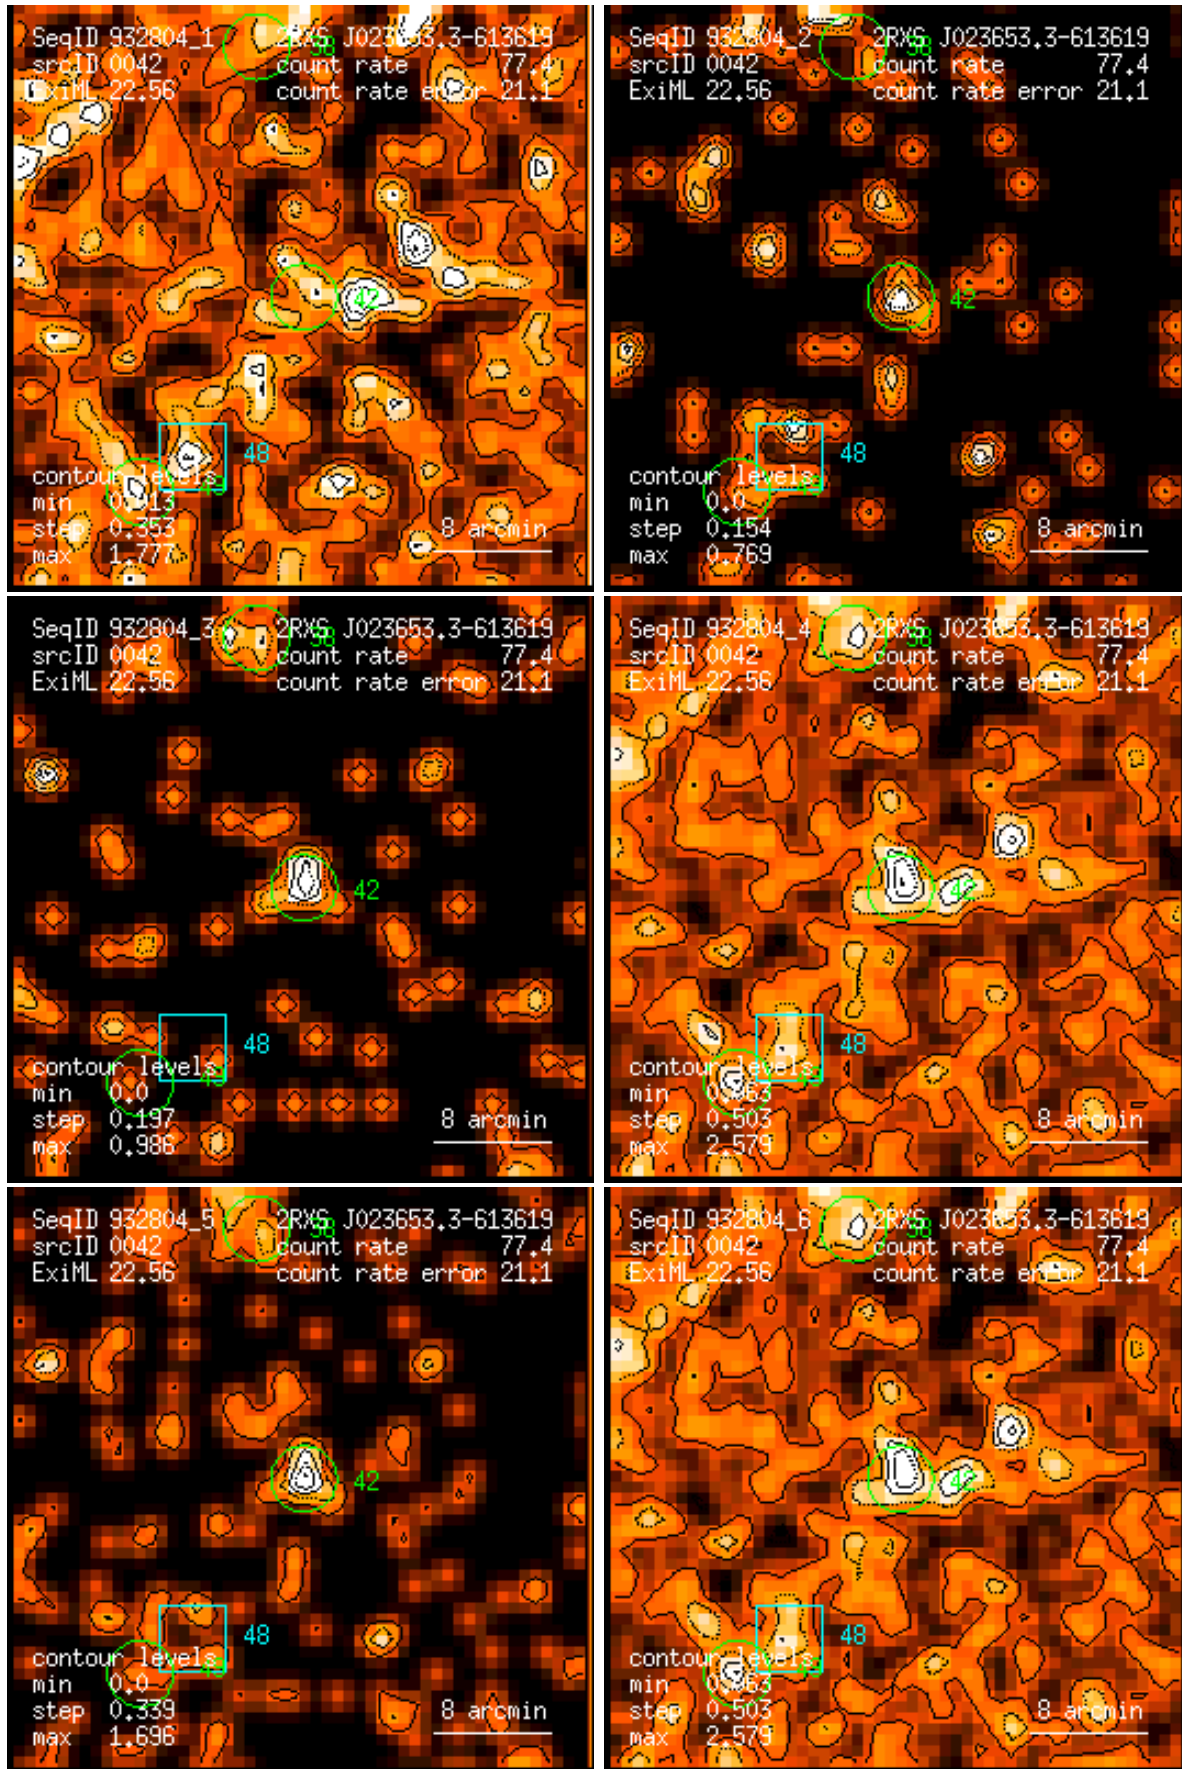 SeqID 932804_1 2RXS J023653.3-613619
srcID 0042 count rate 77.4
ExiML 22.56 count rate error 21.1
42
48
contour levels
min 0.913
step 0.353 8 arcmin
max 1.777
SeqID 932804_2 2RXS J023653.3-613619
srcID 0042 count rate 77.4
ExiML 22.56 count rate error 21.1
42
48
contour levels
min 0.0
step 0.154 8 arcmin
max 0.769
SeqID 932804_3 2RXS J023653.3-613619
srcID 0042 count rate 77.4
ExiML 22.56 count rate error 21.1
42
48
contour levels
min 0.0
step 0.197 8 arcmin
max 0.986
SeqID 932804_4 2RXS J023653.3-613619
srcID 0042 count rate 77.4
ExiML 22.56 count rate error 21.1
42
48
contour levels
min
step 0.503 8 arcmin
max 2.579
SeqID 932804_5 2RXS J023653.3-613619
srcID 0042 count rate 77.4
ExiML 22.56 count rate error 21.1
42
48
contour levels
min 0.0
step 0.339 8 arcmin
max 1.696
SeqID 932804_6 2RXS J023653.3-613619
srcID 0042 count rate 77.4
ExiML 22.56 count rate error 21.1
42
48
contour levels
min
step 0.503 8 arcmin
max 2.579